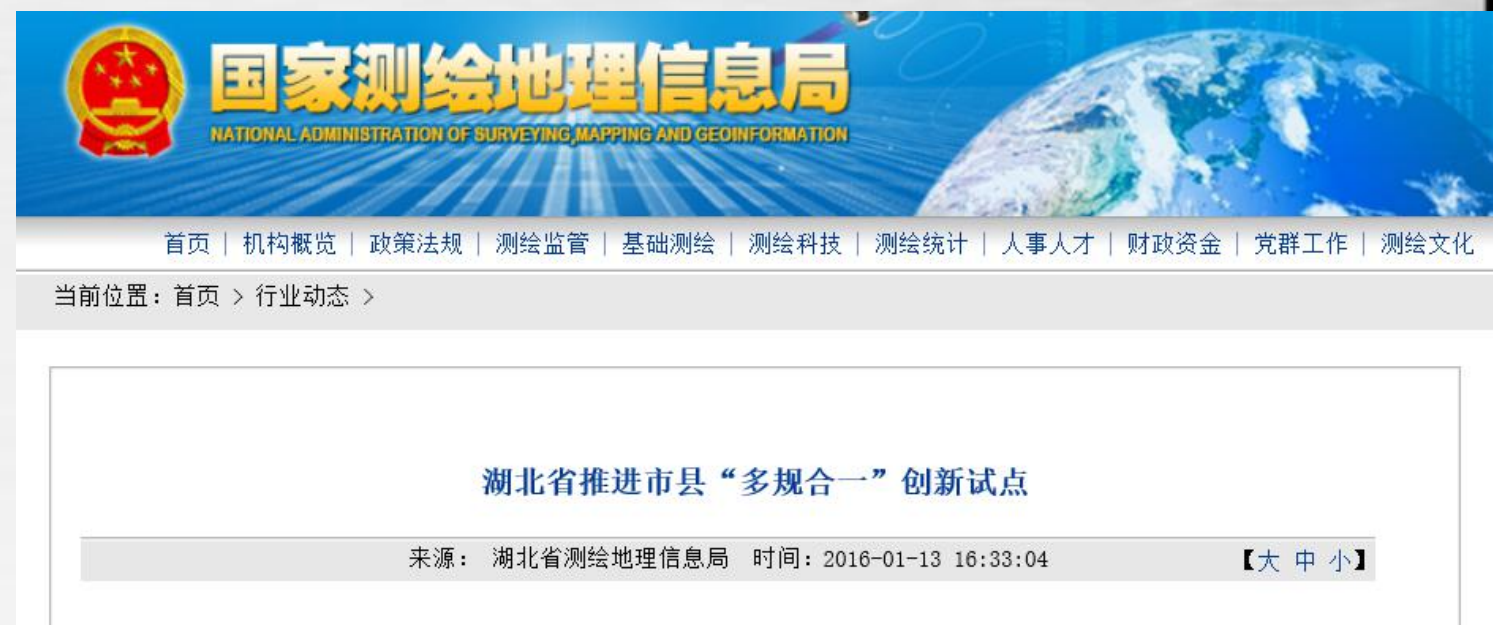 国家测绘地理信息局
NATIONAL ADMINISTRATION OF SURVEYING,MAPPING AND GEOINFORMATION
首页 | 机构概览 | 政策法规 | 测绘监管 | 基础测绘 | 测绘科技 | 测绘统计 | 人事人才 | 财政资金 | 党群工作 | 测绘文化
当前位置：首页 > 行业动态 >
湖北省推进市县“多规合一”创新试点
来源： 湖北省测绘地理信息局 时间：2016-01-13 16:33:04 【大 中 小】